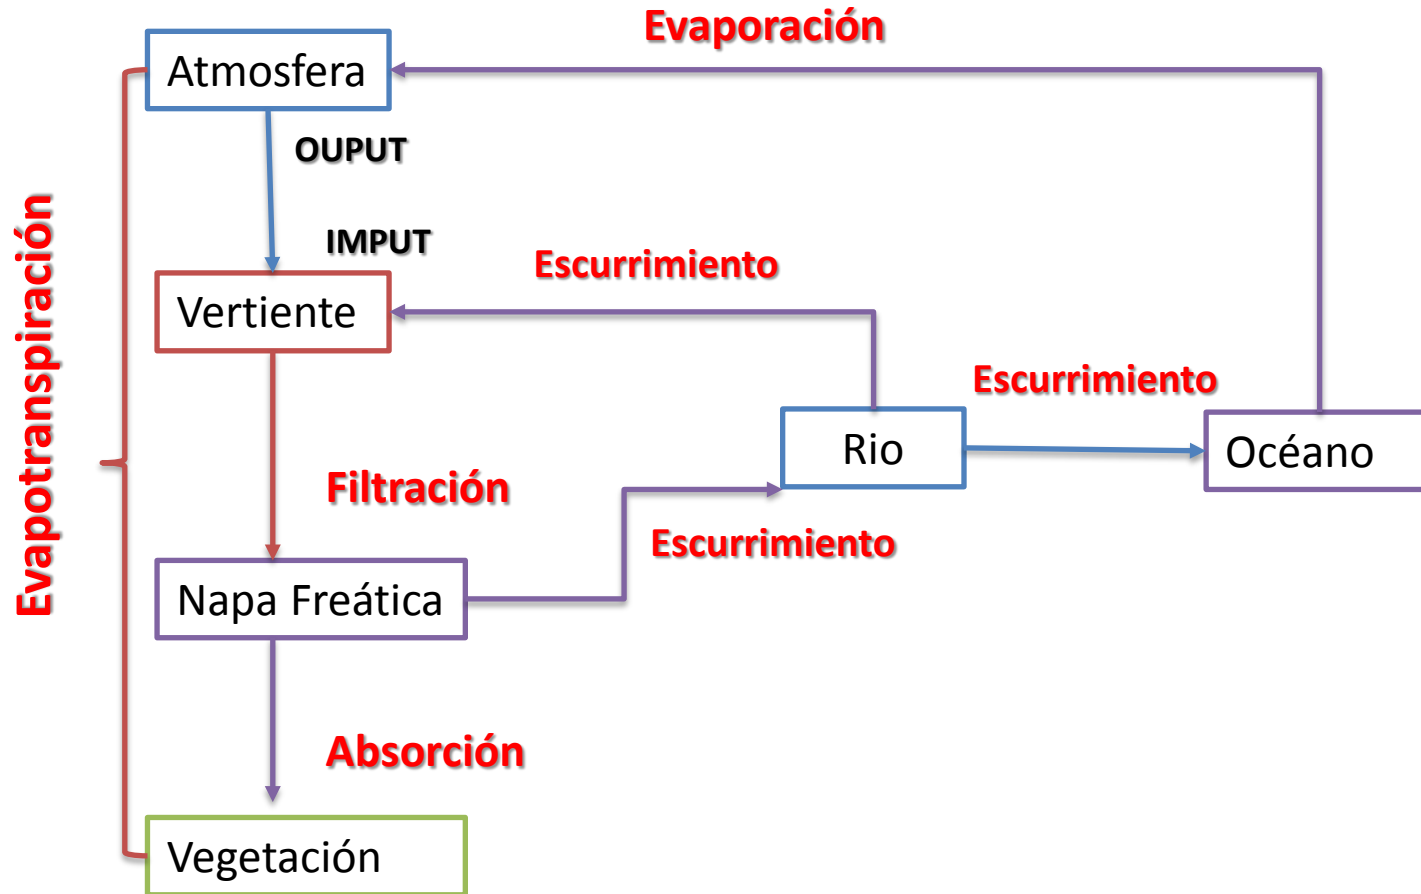 Evaporación
Atmosfera
OUPUT
IMPUT
Escurrimiento
Vertiente
Evapotranspiración
Escurrimiento
Rio
Océano
Filtración
Escurrimiento
Napa Freática
Absorción
Vegetación